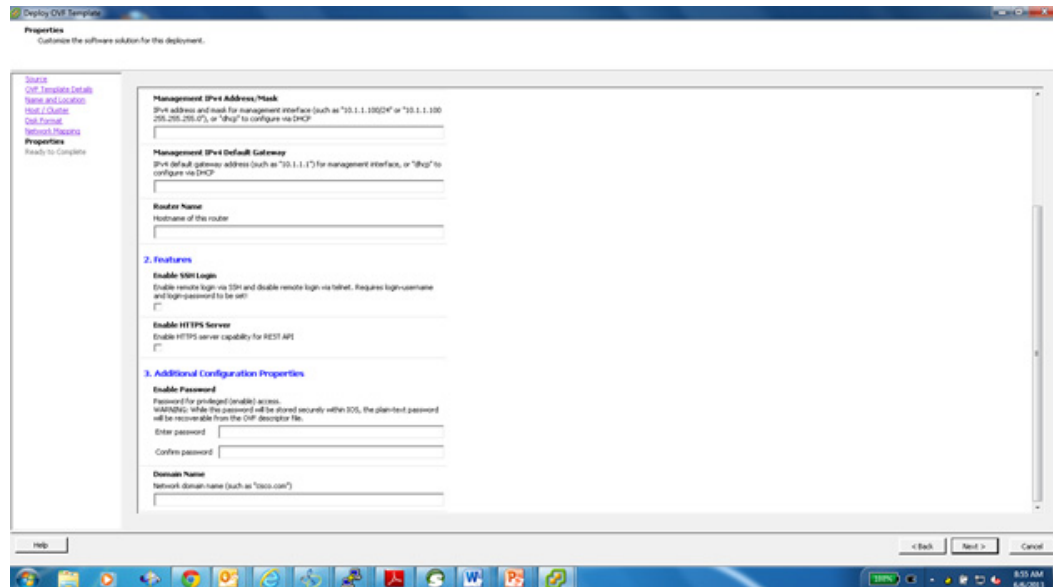 Deploy OVF Template
Properties
Customize the software solution for this deployment.
Source
OVF Template Details
Name and Location
Host / Cluster
Disk Format
Network Mapping
Properties
Ready to Complete
Management IPv4 Address/Mask
IPv4 address and mask for management interface (such as "10.1.1.100/24" or "10.1.1.100
255.255.255.0"), or "dhcp" to configure via DHCP
Management IPv4 Default Gateway
IPv4 default gateway address (such as "10.1.1.1") for management interface, or "dhcp" to
configure via DHCP
Router Name
Hostname of this router
2. Features
Enable SSH Login
Enable remote login via SSH and disable remote login via telnet. Requires login-username
and login-password to be set!
Enable HTTPS Server
Enable HTTPS server capability for REST API
3. Additional Configuration Properties
Enable Password
Password for privileged (enable) access.
WARNING: While this password will be stored securely within IOS, the plain-text password
will be recoverable from the OVF descriptor file.
Enter password
Confirm password
Domain Name
Network domain name (such as "cisco.com")
Help
< Back
Next >
Cancel
100%
8:55 AM
6/6/2013